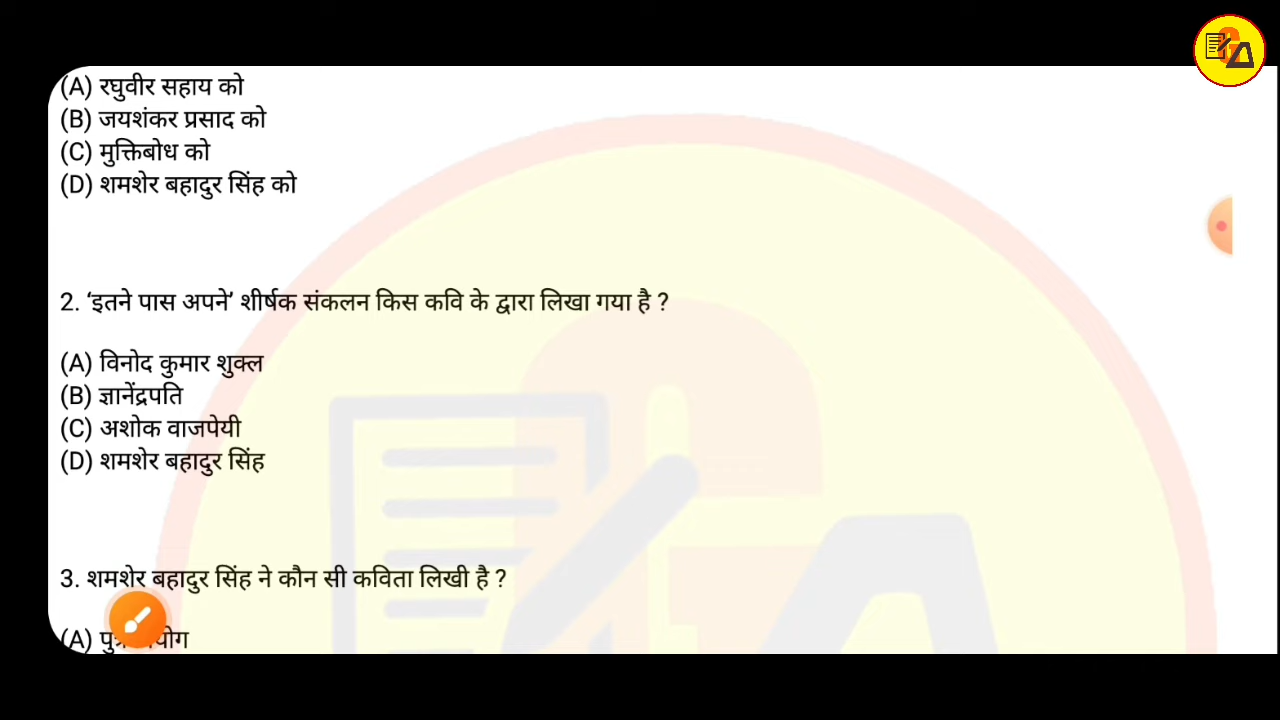 (A) रघुवीर सहाय को
(B) जयशंकर प्रसाद को
(C) मुक्तिबोध को
(D) शमशेर बहादुर सिंह को
2. ‘इतने पास अपने’ शीर्षक संकलन किस कवि के द्वारा लिखा गया है ?
(A) विनोद कुमार शुक्ल
(B) ज्ञानेंद्रपति
(C) अशोक वाजपेयी
(D) शमशेर बहादुर सिंह
3. शमशेर बहादुर सिंह ने कौन सी कविता लिखी है ?
(A)